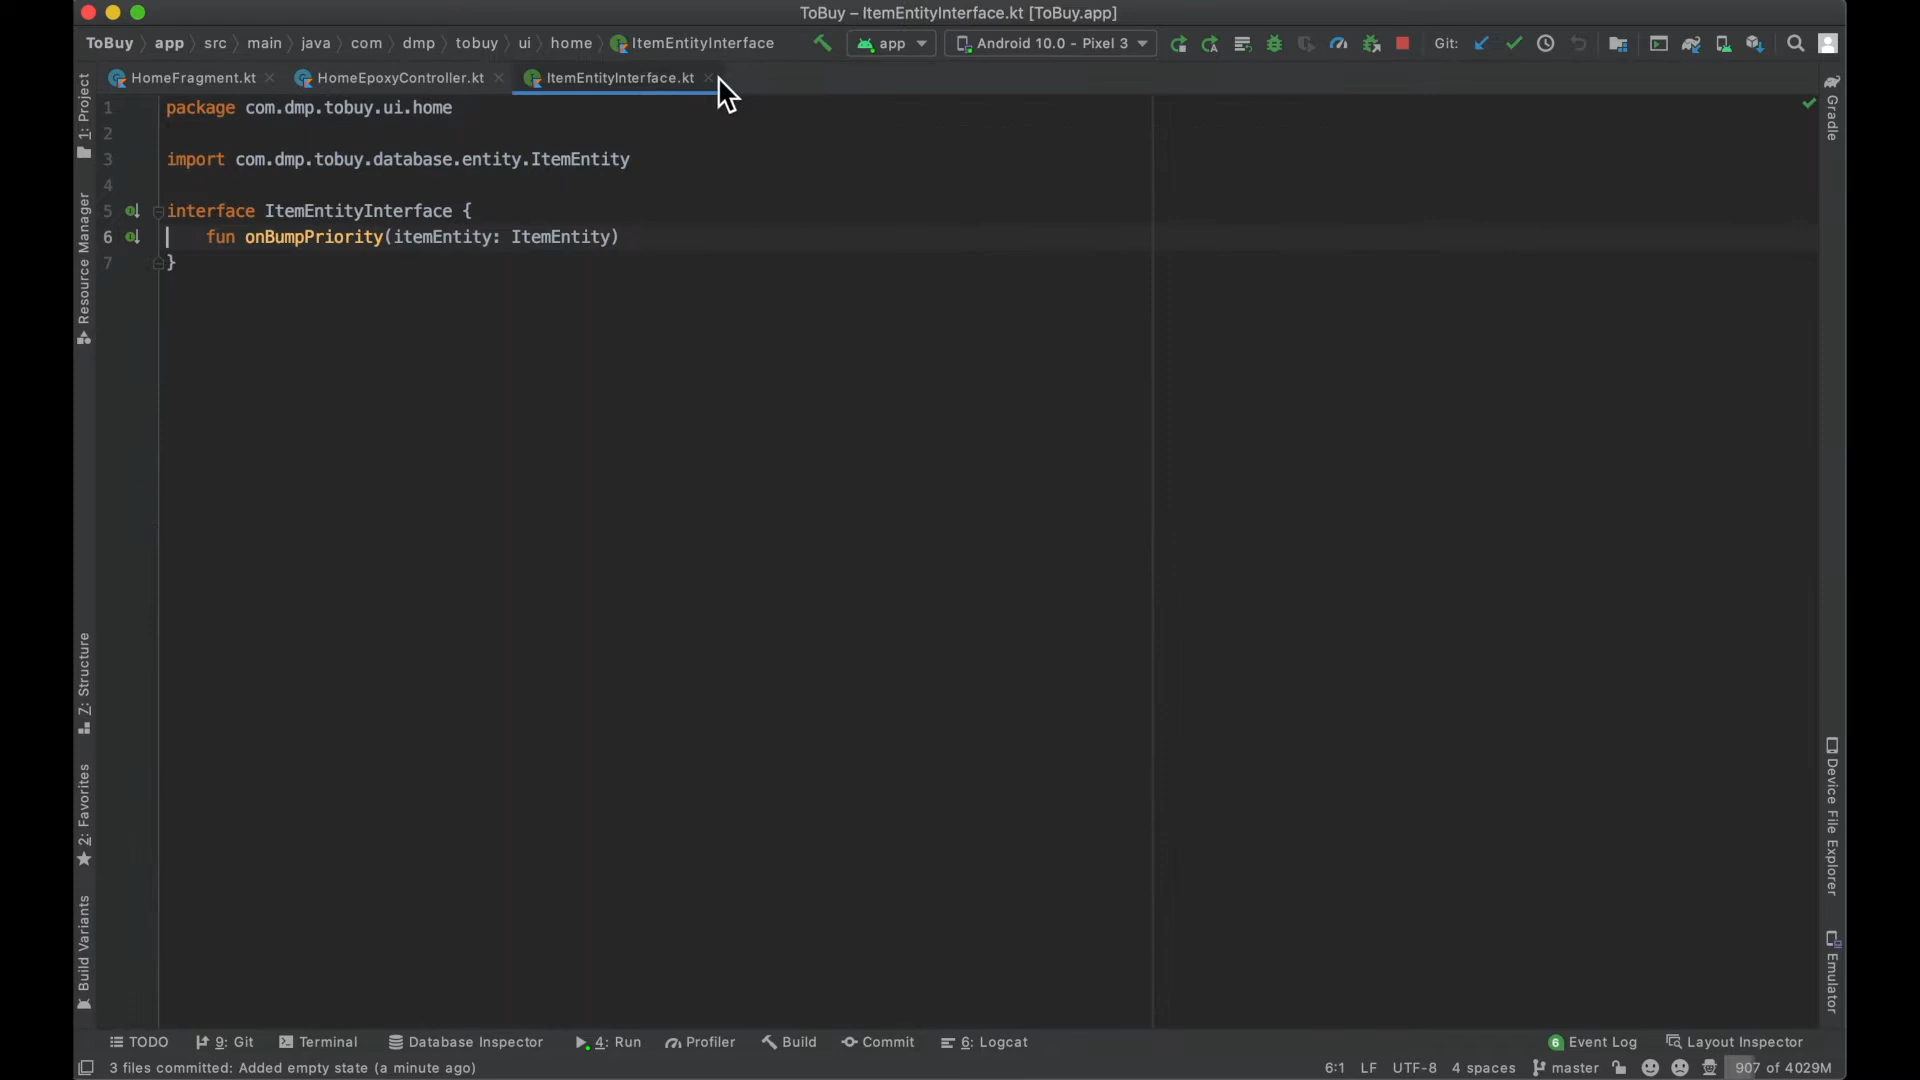 ToBuy – ItemEntityInterface.kt [ToBuy.app]
ToBuy app src main java com dmp tobuy ui home ItemEntityInterface app Android 10.0 - Pixel 3 Git:
HomeFragment.kt HomeEpoxyController.kt ItemEntityInterface.kt
1 package com.dmp.tobuy.ui.home
2
3 import com.dmp.tobuy.database.entity.ItemEntity
4
5 interface ItemEntityInterface {
6 fun onBumpPriority(itemEntity: ItemEntity)
7 }
1: Project
Resource Manager
Z: Structure
2: Favorites
Build Variants
Gradle
Device File Explorer
Emulator
TODO 9: Git Terminal Database Inspector 4: Run Profiler Build Commit 6: Logcat 6 Event Log Layout Inspector
3 files committed: Added empty state (a minute ago) 6:1 LF UTF-8 4 spaces master 907 of 4029M